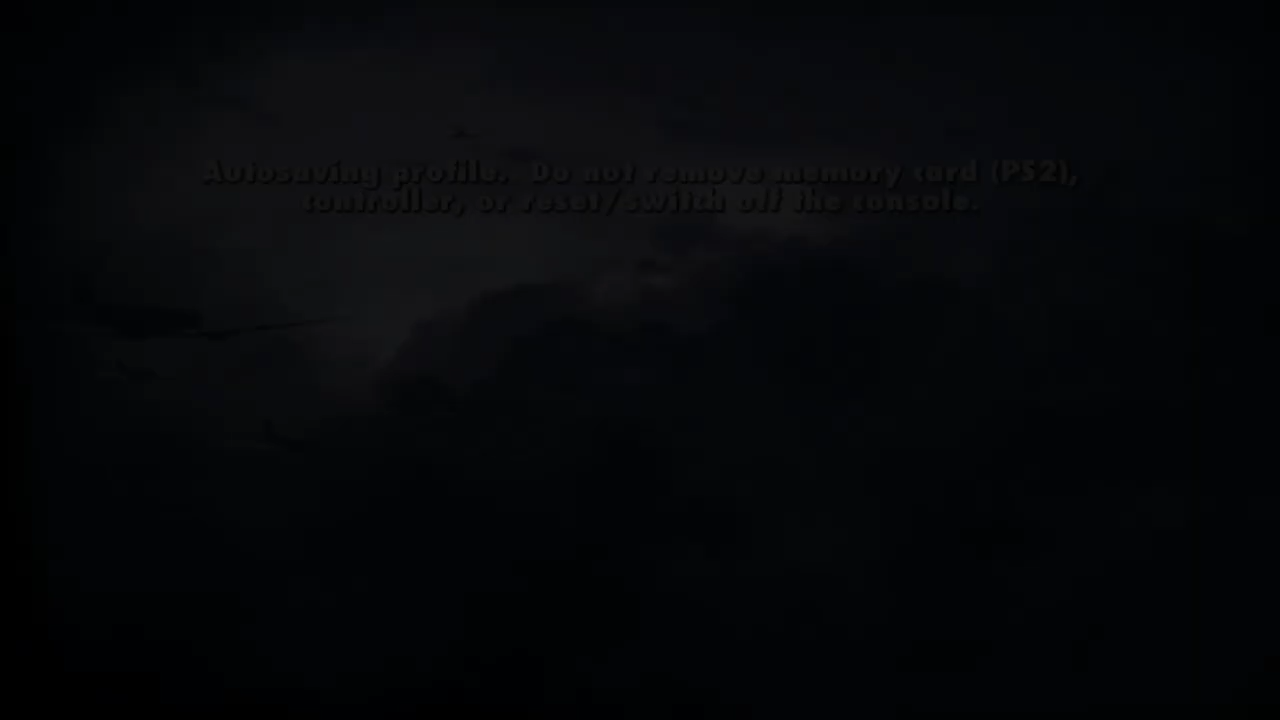 Autosaving profile. Do not remove memory card (PS2),
controller, or reset/switch off the console.